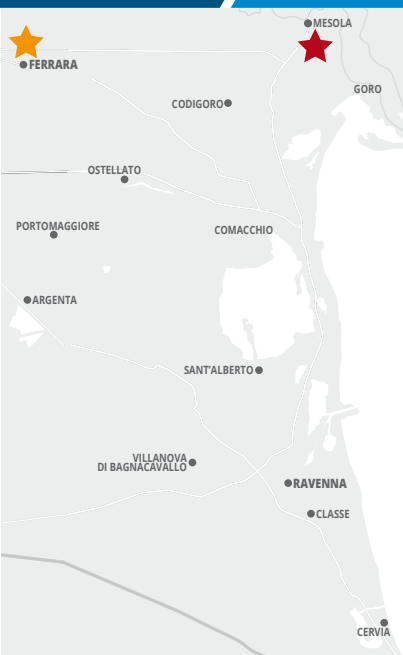 MESOLA
FERRARA
GORO
CODIGORO
OSTELLATO
PORTOMAGGIORE
COMACCHIO
ARGENTA
SANT'ALBERTO
VILLANOVA
DI BAGNACAVALLO
RAVENNA
CLASSE
CERVIA